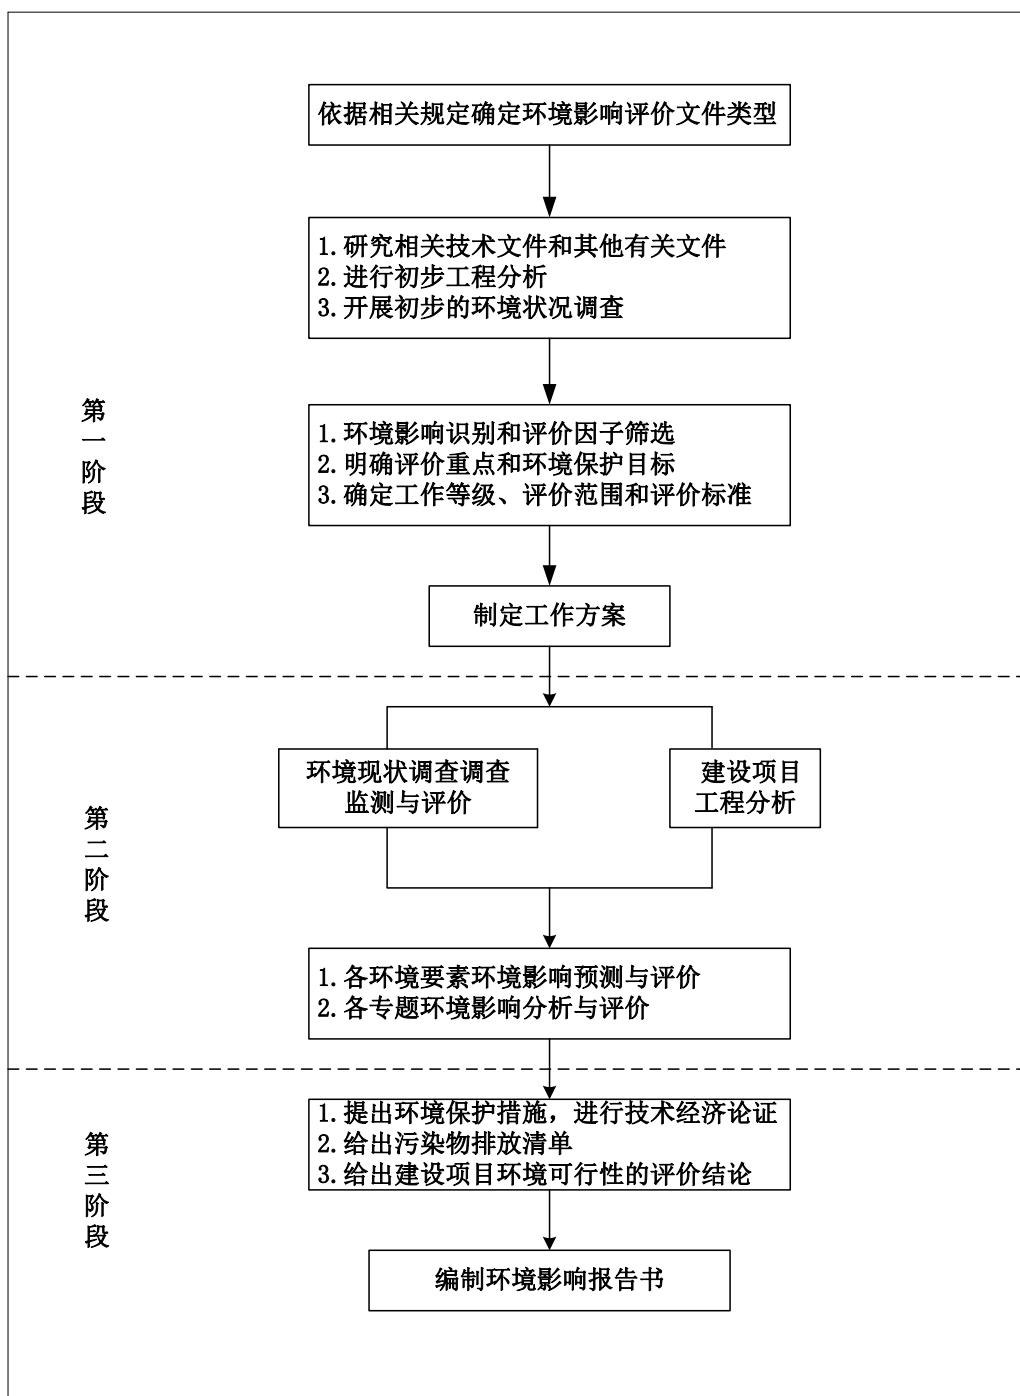 依据相关规定确定环境影响评价文件类型
1.研究相关技术文件和其他有关文件
2.进行初步工程分析
3.开展初步的环境状况调查
第一阶段
1.环境影响识别和评价因子筛选
2.明确评价重点和环境保护目标
3.确定工作等级、评价范围和评价标准
制定工作方案
环境现状调查调查
监测与评价
建设项目
工程分析
第二阶段
1.各环境要素环境影响预测与评价
2.各专题环境影响分析与评价
第三阶段
1.提出环境保护措施，进行技术经济论证
2.给出污染物排放清单
3.给出建设项目环境可行性的评价结论
编制环境影响报告书